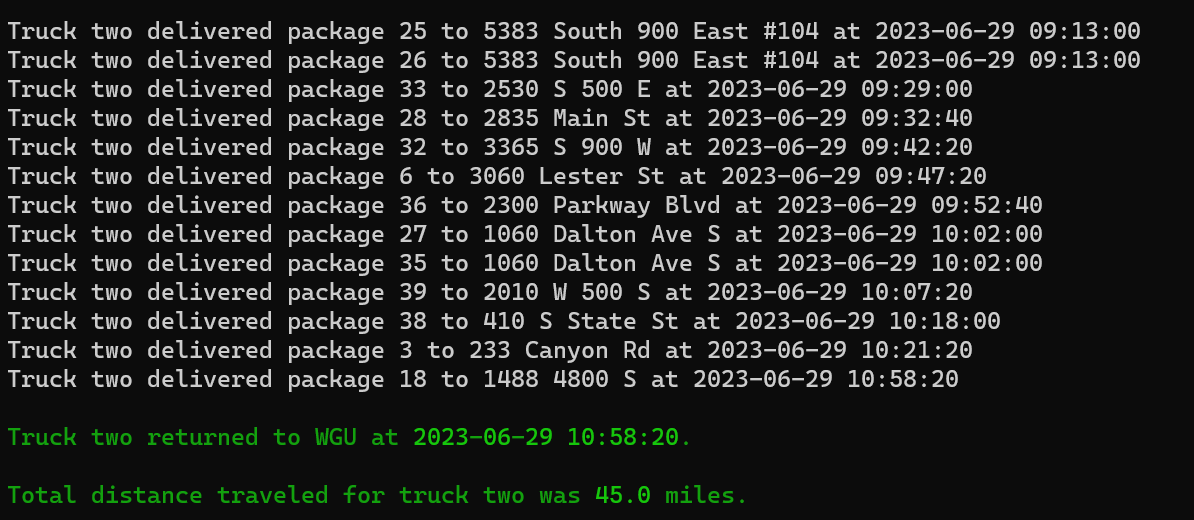 Truck two delivered package 25 to 5383 South 900 East #104 at 2023-06-29 09:13:00
Truck two delivered package 26 to 5383 South 900 East #104 at 2023-06-29 09:13:00
Truck two delivered package 33 to 2530 S 500 E at 2023-06-29 09:29:00
Truck two delivered package 28 to 2835 Main St at 2023-06-29 09:32:40
Truck two delivered package 32 to 3365 S 900 W at 2023-06-29 09:42:20
Truck two delivered package 6 to 3060 Lester St at 2023-06-29 09:47:20
Truck two delivered package 36 to 2300 Parkway Blvd at 2023-06-29 09:52:40
Truck two delivered package 27 to 1060 Dalton Ave S at 2023-06-29 10:02:00
Truck two delivered package 35 to 1060 Dalton Ave S at 2023-06-29 10:02:00
Truck two delivered package 39 to 2010 W 500 S at 2023-06-29 10:07:20
Truck two delivered package 38 to 410 S State St at 2023-06-29 10:18:00
Truck two delivered package 3 to 233 Canyon Rd at 2023-06-29 10:21:20
Truck two delivered package 18 to 1488 4800 S at 2023-06-29 10:58:20
Truck two returned to WGU at 2023-06-29 10:58:20.
Total distance traveled for truck two was 45.0 miles.